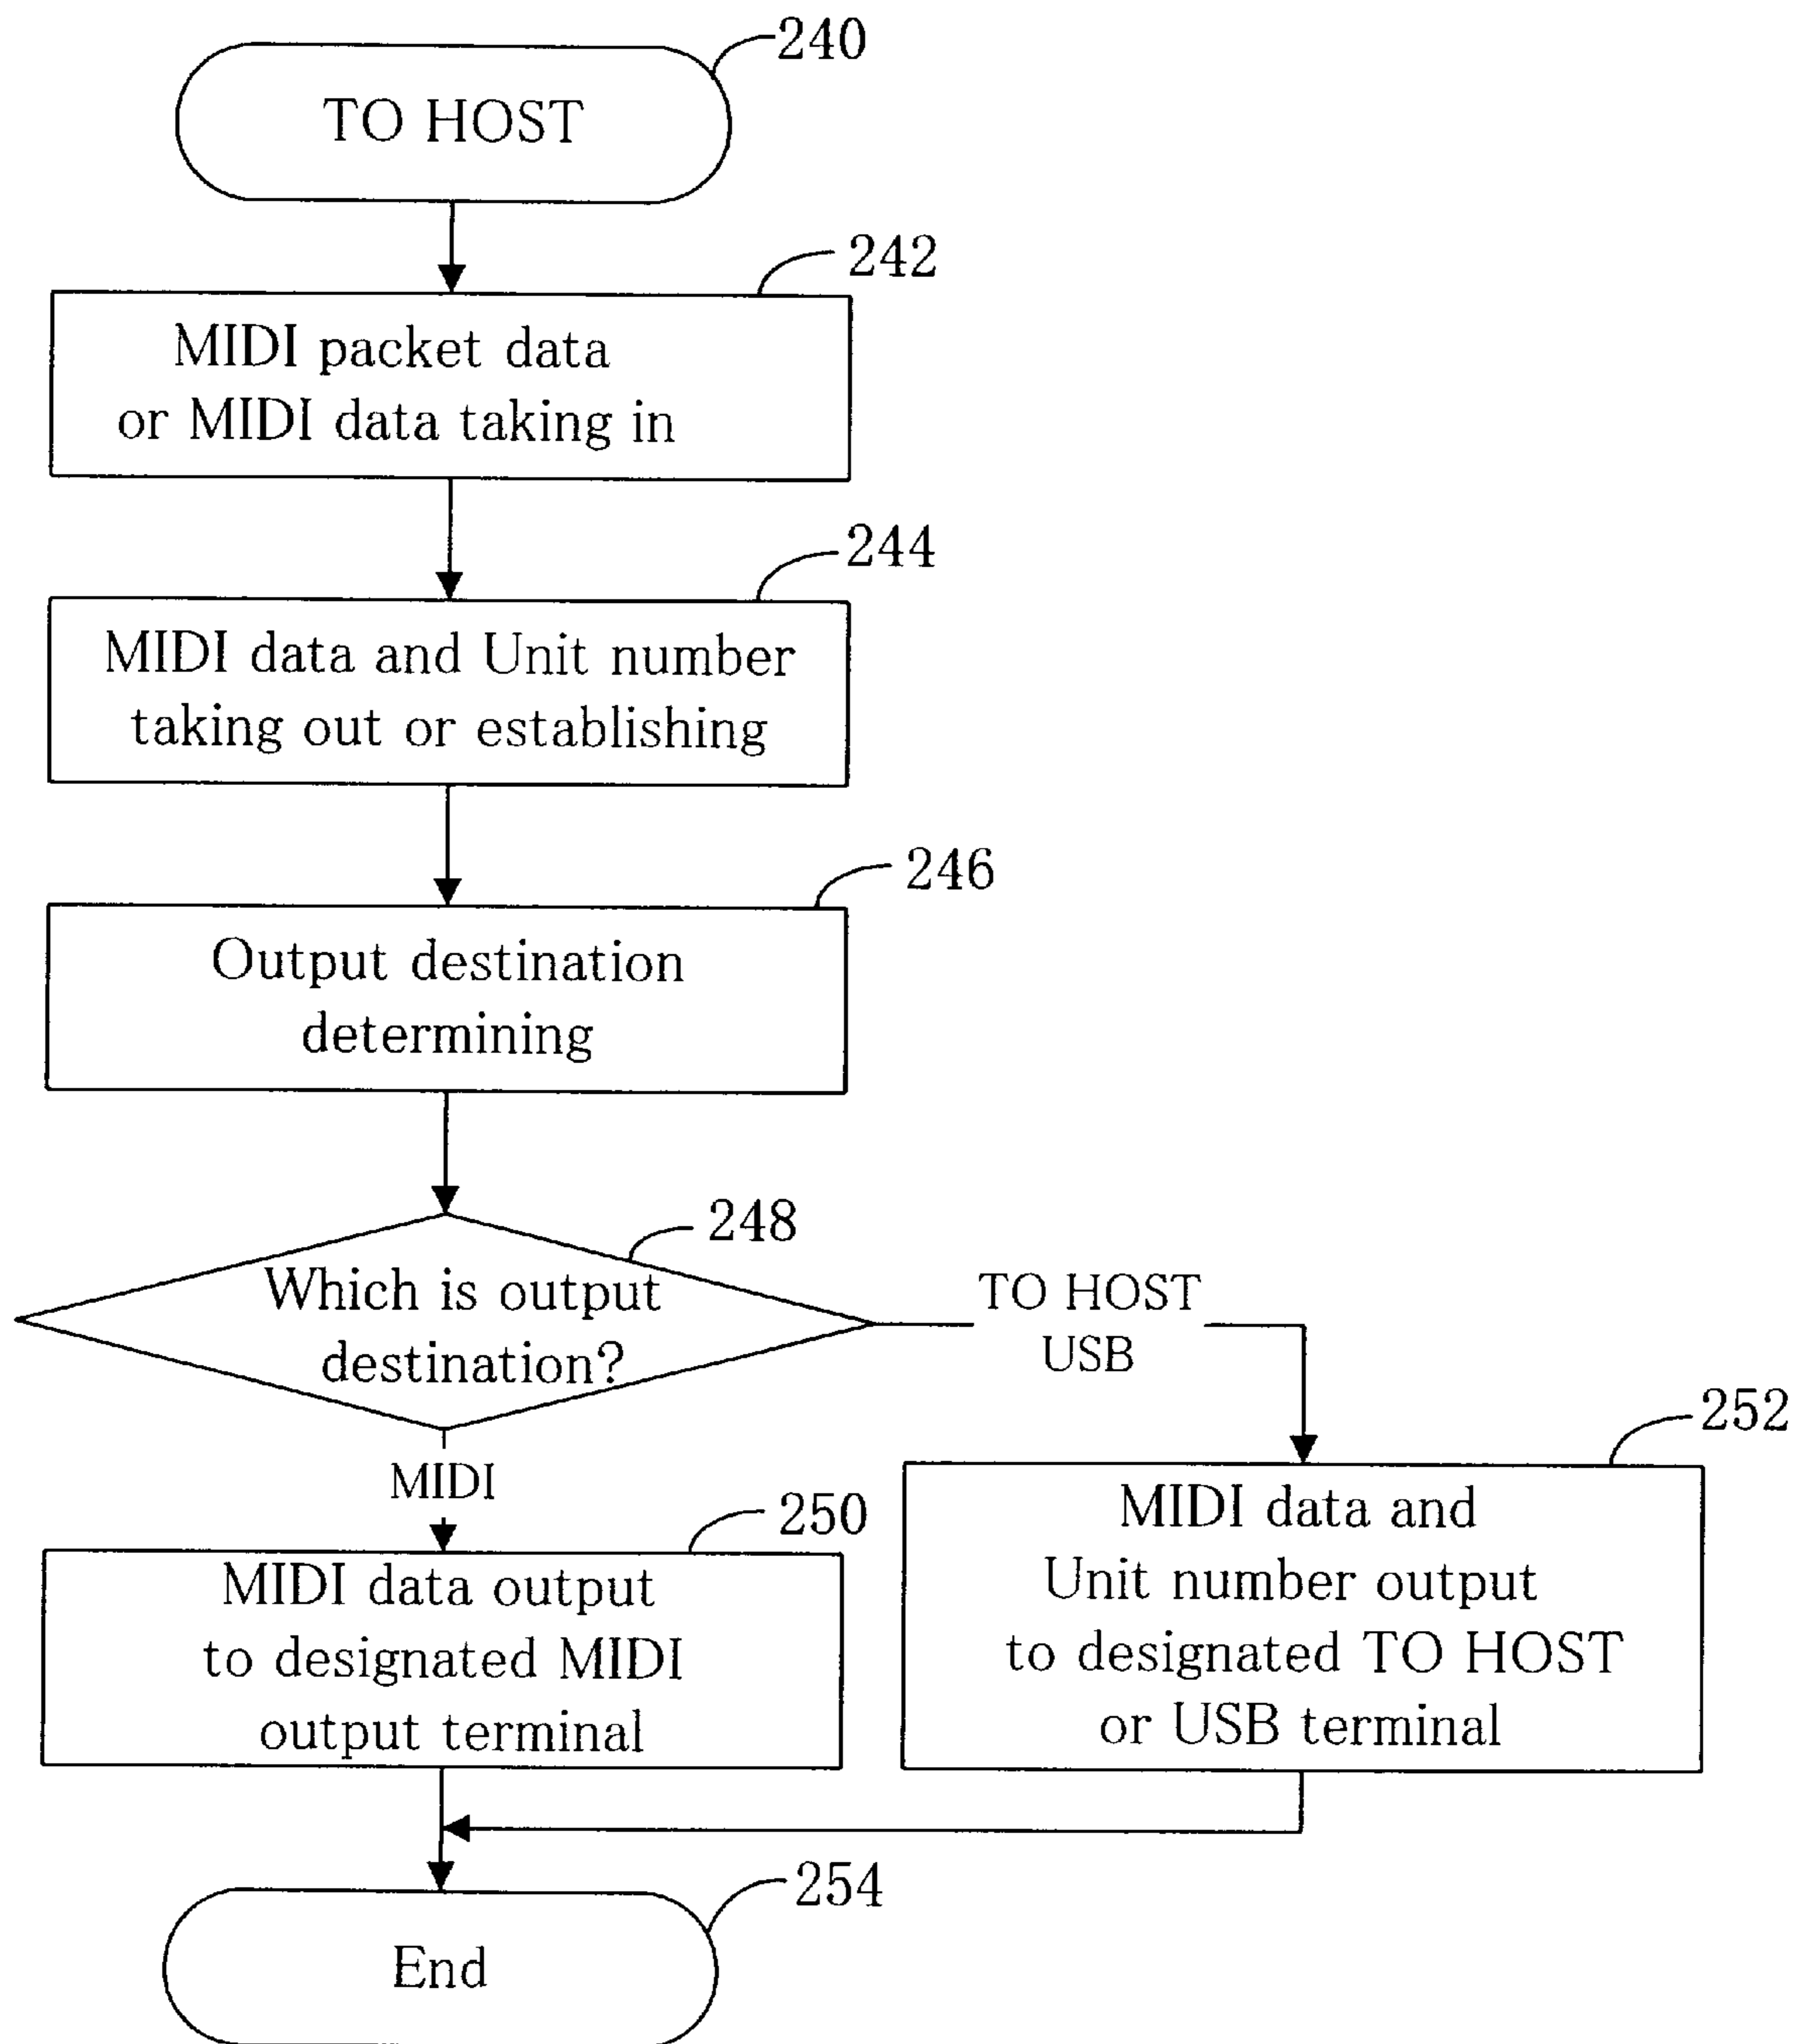 240
TO HOST
242
MIDI packet data
or MIDI data taking in
244
MIDI data and Unit number
taking out or establishing
246
Output destination
determining
248
Which is output
destination?
TO HOST
USB
MIDI
250
MIDI data output
to designated MIDI
output terminal
252
MIDI data and
Unit number output
to designated TO HOST
or USB terminal
254
End